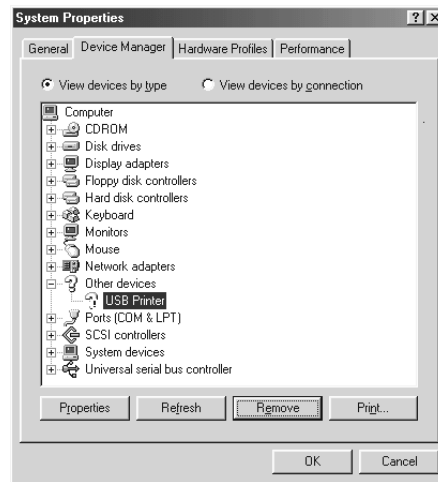 System Properties
General Device Manager Hardware Profiles Performance
View devices by type View devices by connection
Computer
CDROM
Disk drives
Display adapters
Floppy disk controllers
Hard disk controllers
Keyboard
Monitors
Mouse
Network adapters
Other devices
USB Printer
Ports (COM & LPT)
SCSI controllers
System devices
Universal serial bus controller
Properties Refresh Remove Print...
OK Cancel